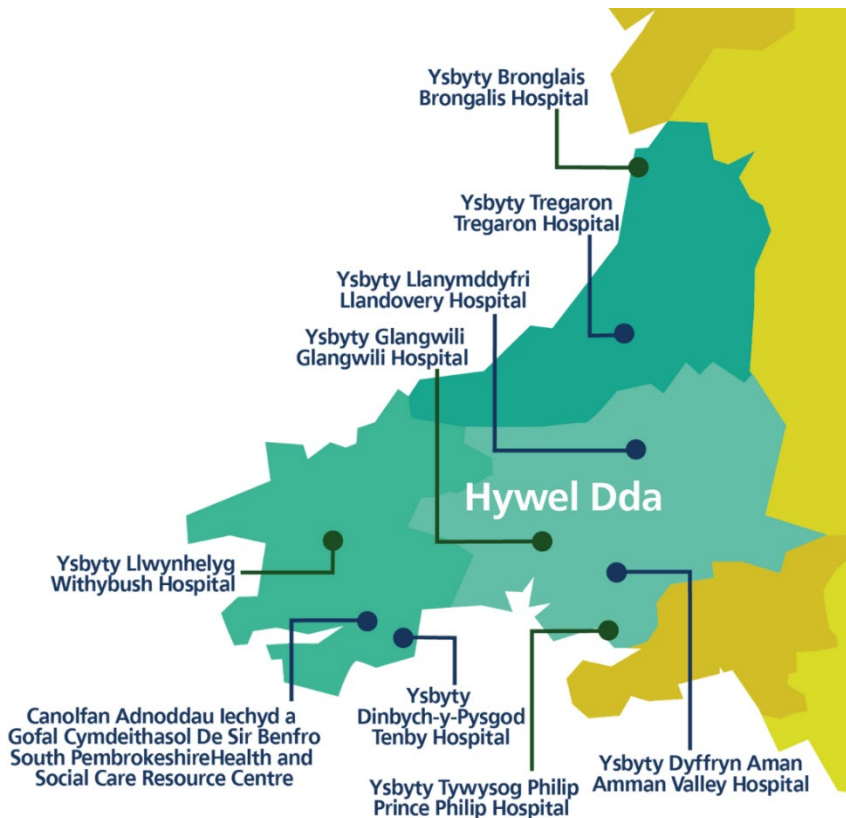 Ysbyty Bronglais
Brongalis Hospital
Ysbyty Tregaron
Tregaron Hospital
Ysbyty Llanymddyfri
Llandovery Hospital
Ysbyty Glangwili
Glangwili Hospital
Hywel Dda
Ysbyty Llwynhelyg
Withybush Hospital
Canolfan Adnoddau Iechyd a
Gofal Cymdeithasol De Sir Benfro
South PembrokeshireHealth and
Social Care Resource Centre
Ysbyty
Dinbych-y-Pysgod
Tenby Hospital
Ysbyty Tywysog Philip
Prince Philip Hospital
Ysbyty Dyffryn Aman
Amman Valley Hospital